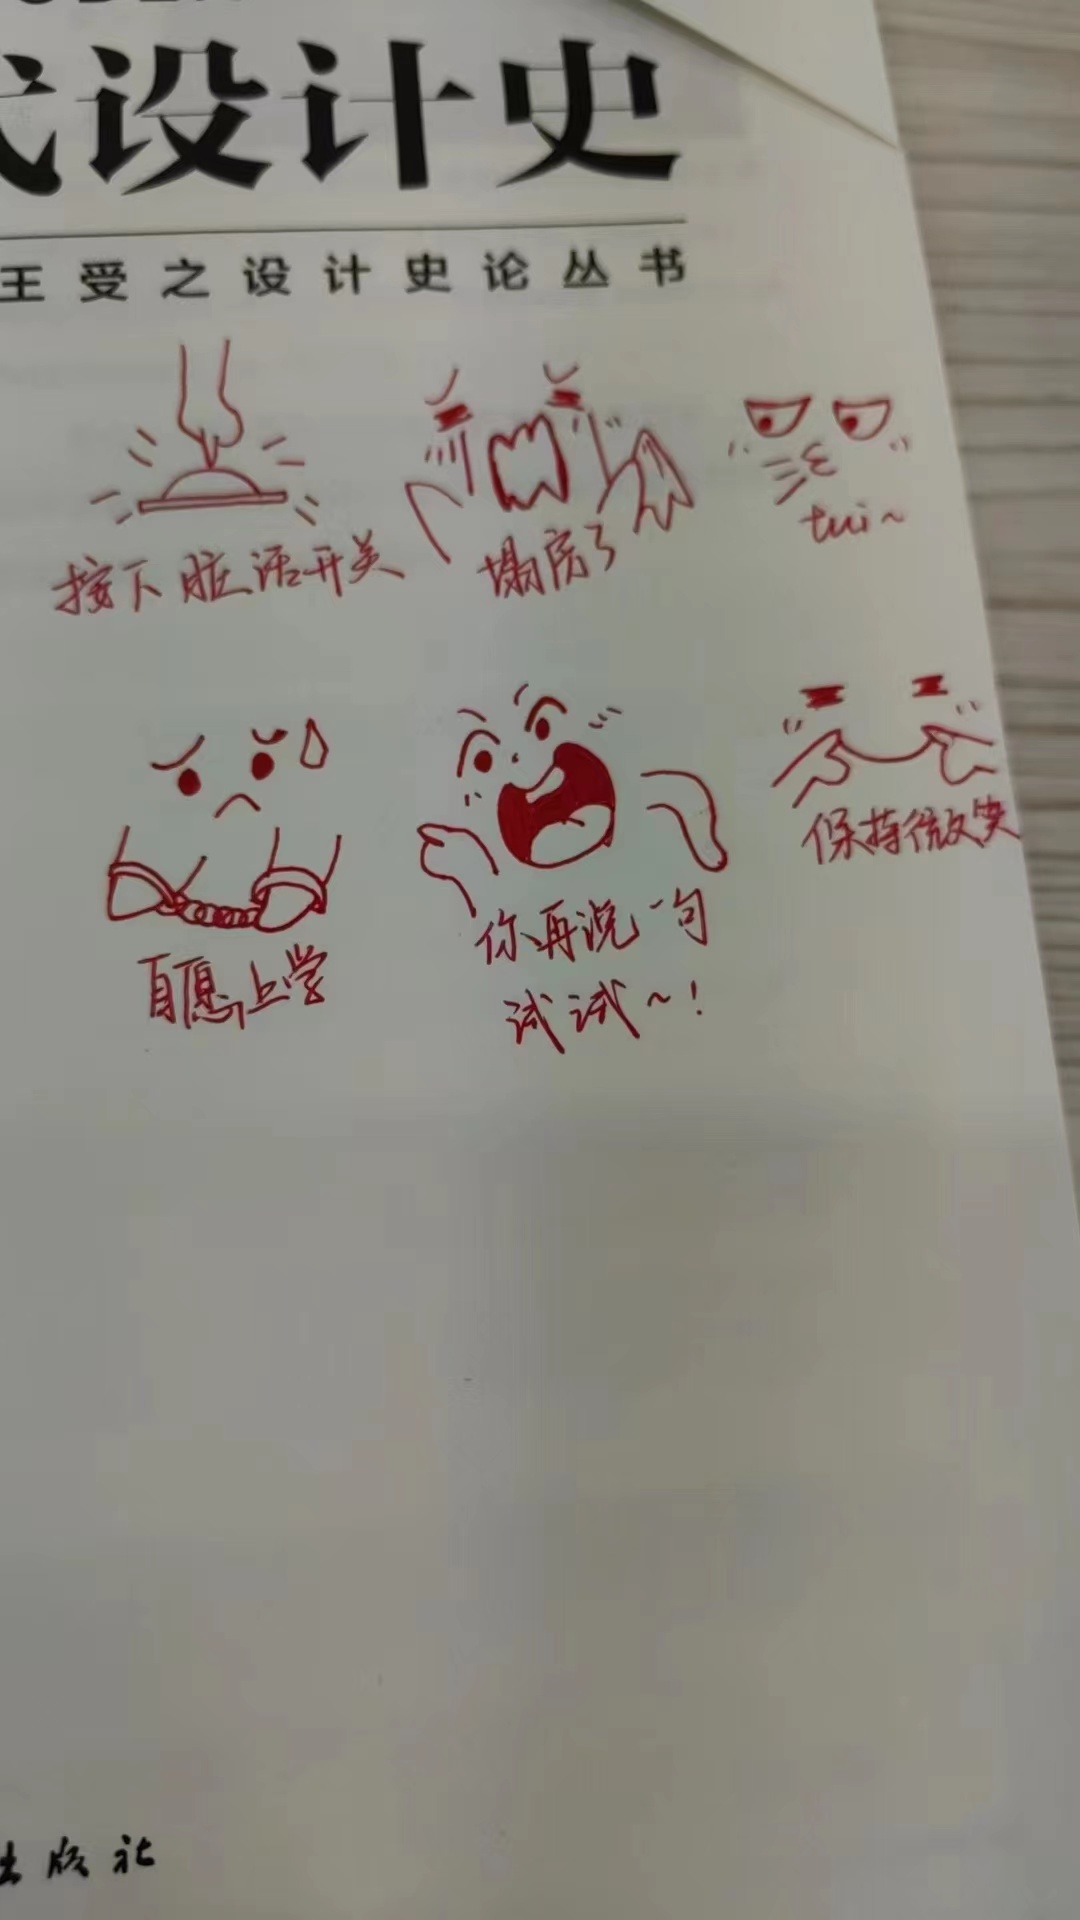 设计史
王受之设计史论丛书
按下脏话开关
塌房了
tui~
自愿上学
你再说一句
试试~!
保持微笑
版社